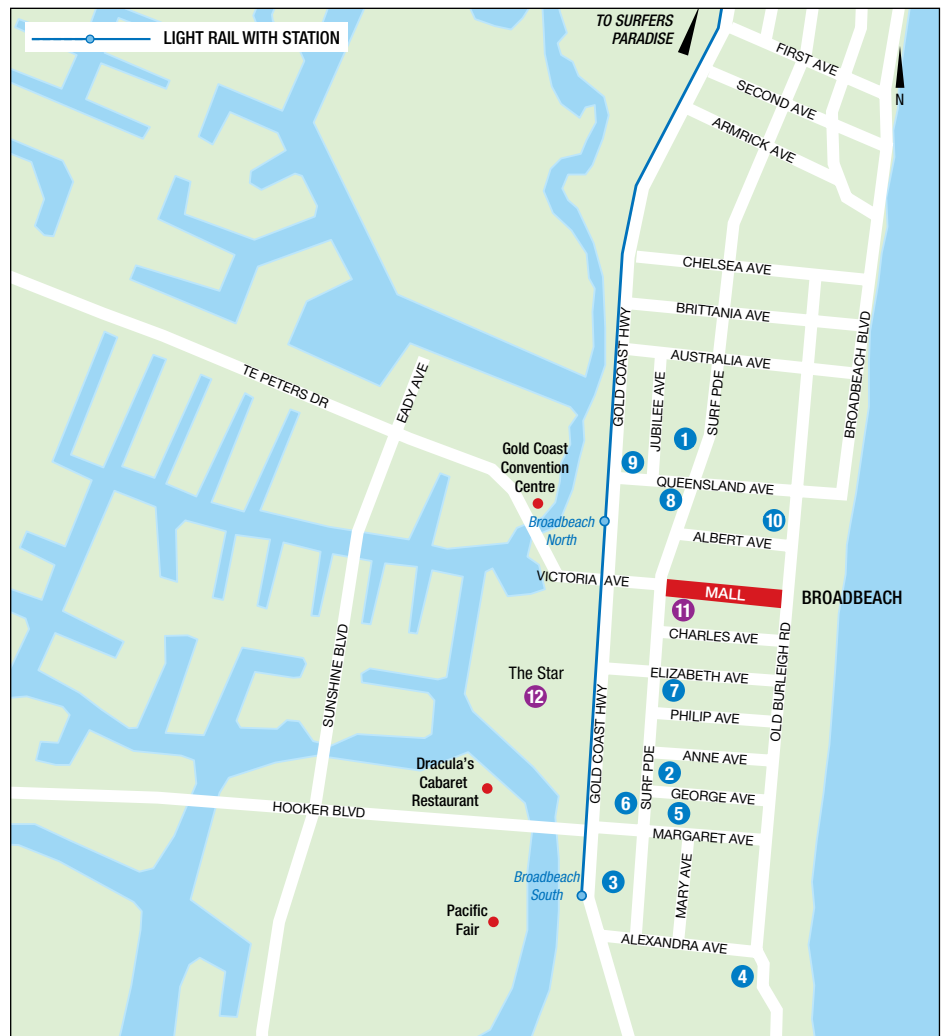 LIGHT RAIL WITH STATION
TO SURFERS
PARADISE
N
FIRST AVE
SECOND AVE
ARMRICK AVE
CHELSEA AVE
BRITTANIA AVE
GOLD COAST HWY
AUSTRALIA AVE
BROADBEACH BLVD
TE PETERS DR
EADY AVE
JUBILEE AVE
SURF PDE
1
Gold Coast
Convention
Centre
9
QUEENSLAND AVE
8
10
Broadbeach
North
ALBERT AVE
VICTORIA AVE
MALL
BROADBEACH
11
CHARLES AVE
SUNSHINE BLVD
The Star
12
ELIZABETH AVE
7
OLD BURLEIGH RD
PHILIP AVE
GOLD COAST HWY
SURF PDE
ANNE AVE
2
Dracula's
Cabaret
Restaurant
GEORGE AVE
6
5
HOOKER BLVD
MARGARET AVE
Broadbeach
South
3
MARY AVE
Pacific
Fair
ALEXANDRA AVE
4